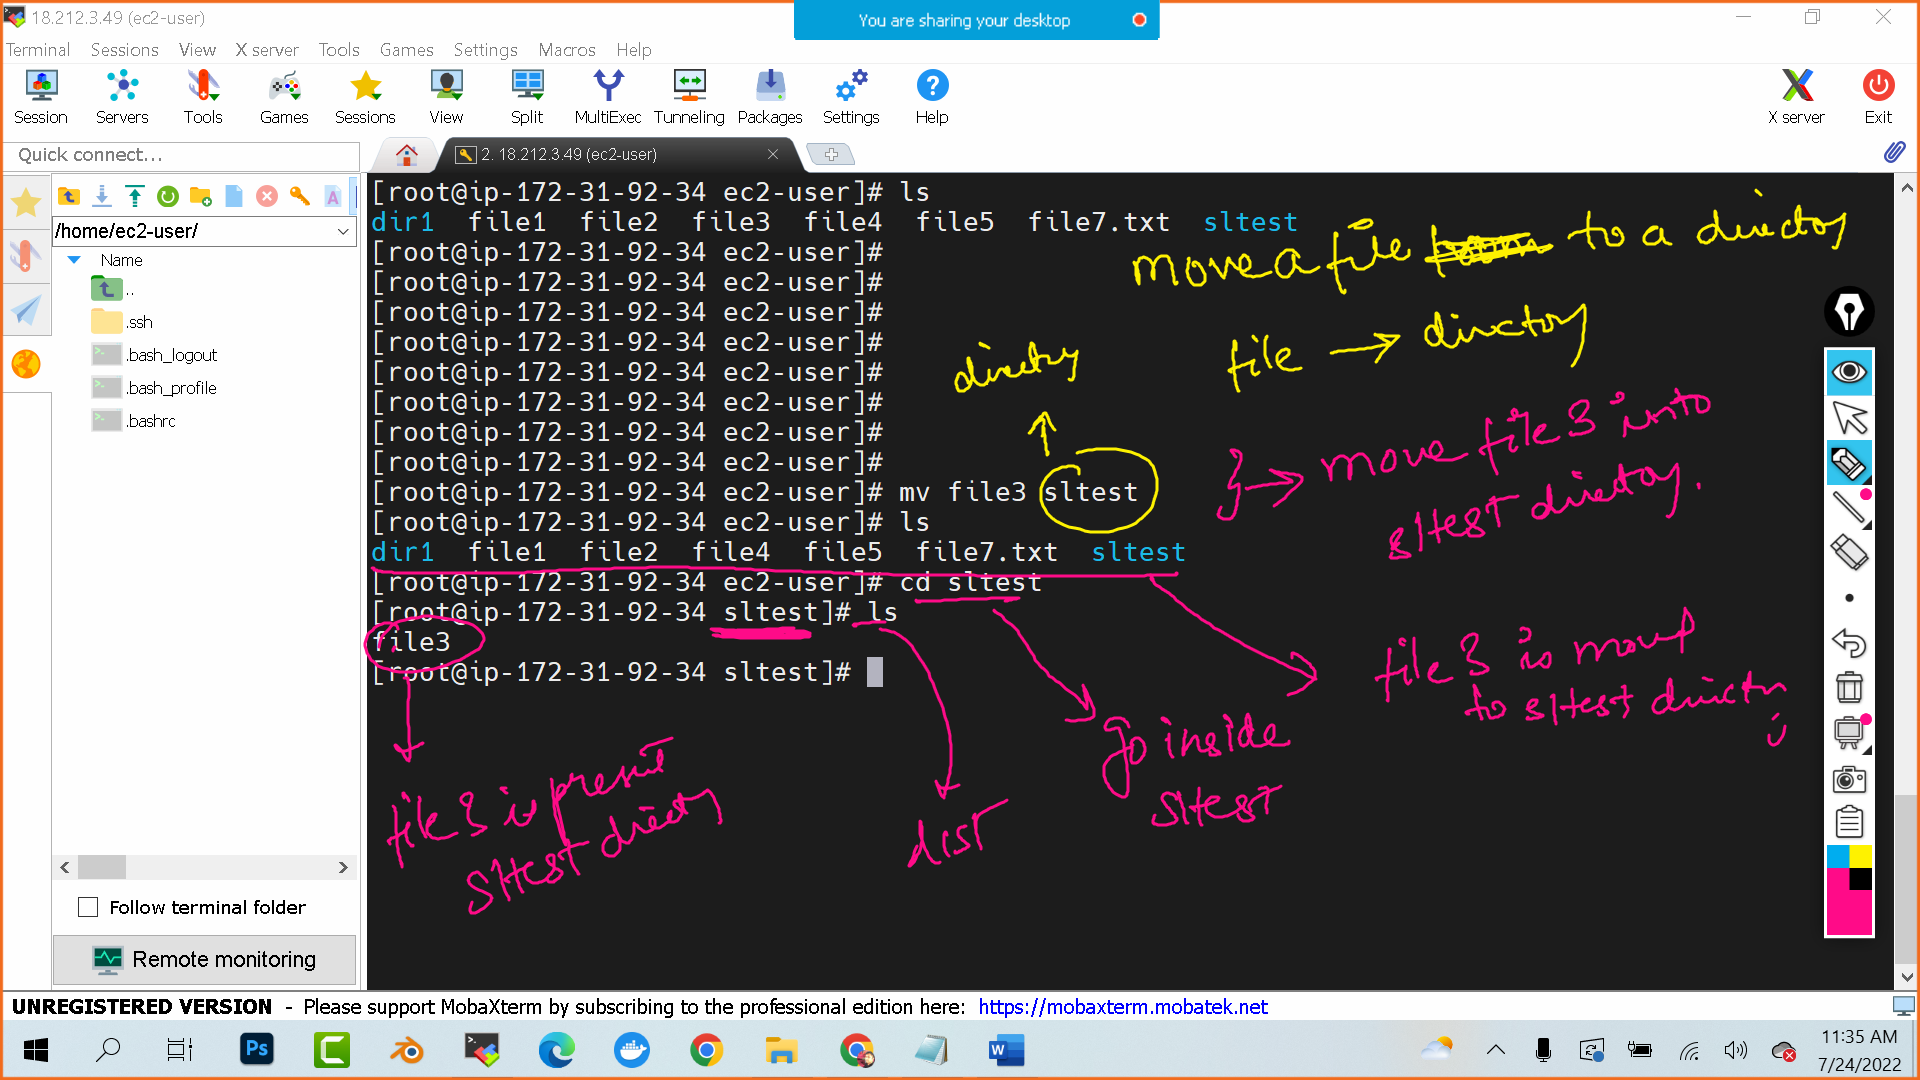 18.212.3.49 (ec2-user)
You are sharing your desktop
Terminal Sessions View X server Tools Games Settings Macros Help
Session Servers Tools Games Sessions View Split MultiExec Tunneling Packages Settings Help X server Exit
Quick connect...
2. 18.212.3.49 (ec2-user)
/home/ec2-user/
Name
..
.ssh
.bash_logout
.bash_profile
.bashrc
Follow terminal folder
Remote monitoring
[root@ip-172-31-92-34 ec2-user]# ls
dir1 file1 file2 file3 file4 file5 file7.txt sltest
[root@ip-172-31-92-34 ec2-user]#
[root@ip-172-31-92-34 ec2-user]#
[root@ip-172-31-92-34 ec2-user]#
[root@ip-172-31-92-34 ec2-user]#
[root@ip-172-31-92-34 ec2-user]#
[root@ip-172-31-92-34 ec2-user]#
[root@ip-172-31-92-34 ec2-user]#
[root@ip-172-31-92-34 ec2-user]#
[root@ip-172-31-92-34 ec2-user]# mv file3 sltest
[root@ip-172-31-92-34 ec2-user]# ls
dir1 file1 file2 file4 file5 file7.txt sltest
[root@ip-172-31-92-34 ec2-user]# cd sltest
[root@ip-172-31-92-34 sltest]# ls
file3
[root@ip-172-31-92-34 sltest]#
move a file to a directory
file → directory
directry
} → move file 3 into
sltest directory.
file 3 is moved
to sltest directry
go inside
sltest
list
file 3 is present
sltest directry
UNREGISTERED VERSION - Please support MobaXterm by subscribing to the professional edition here: https://mobaxterm.mobatek.net
Ps
C
W
11:35 AM
7/24/2022